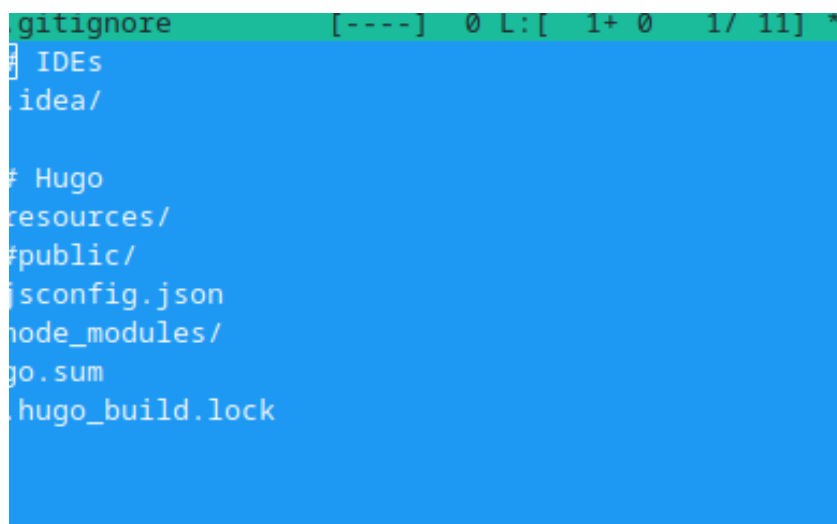 .gitignore [----] 0 L:[ 1+ 0 1/ 11] *
# IDEs
.idea/

# Hugo
resources/
#public/
jsconfig.json
node_modules/
go.sum
.hugo_build.lock